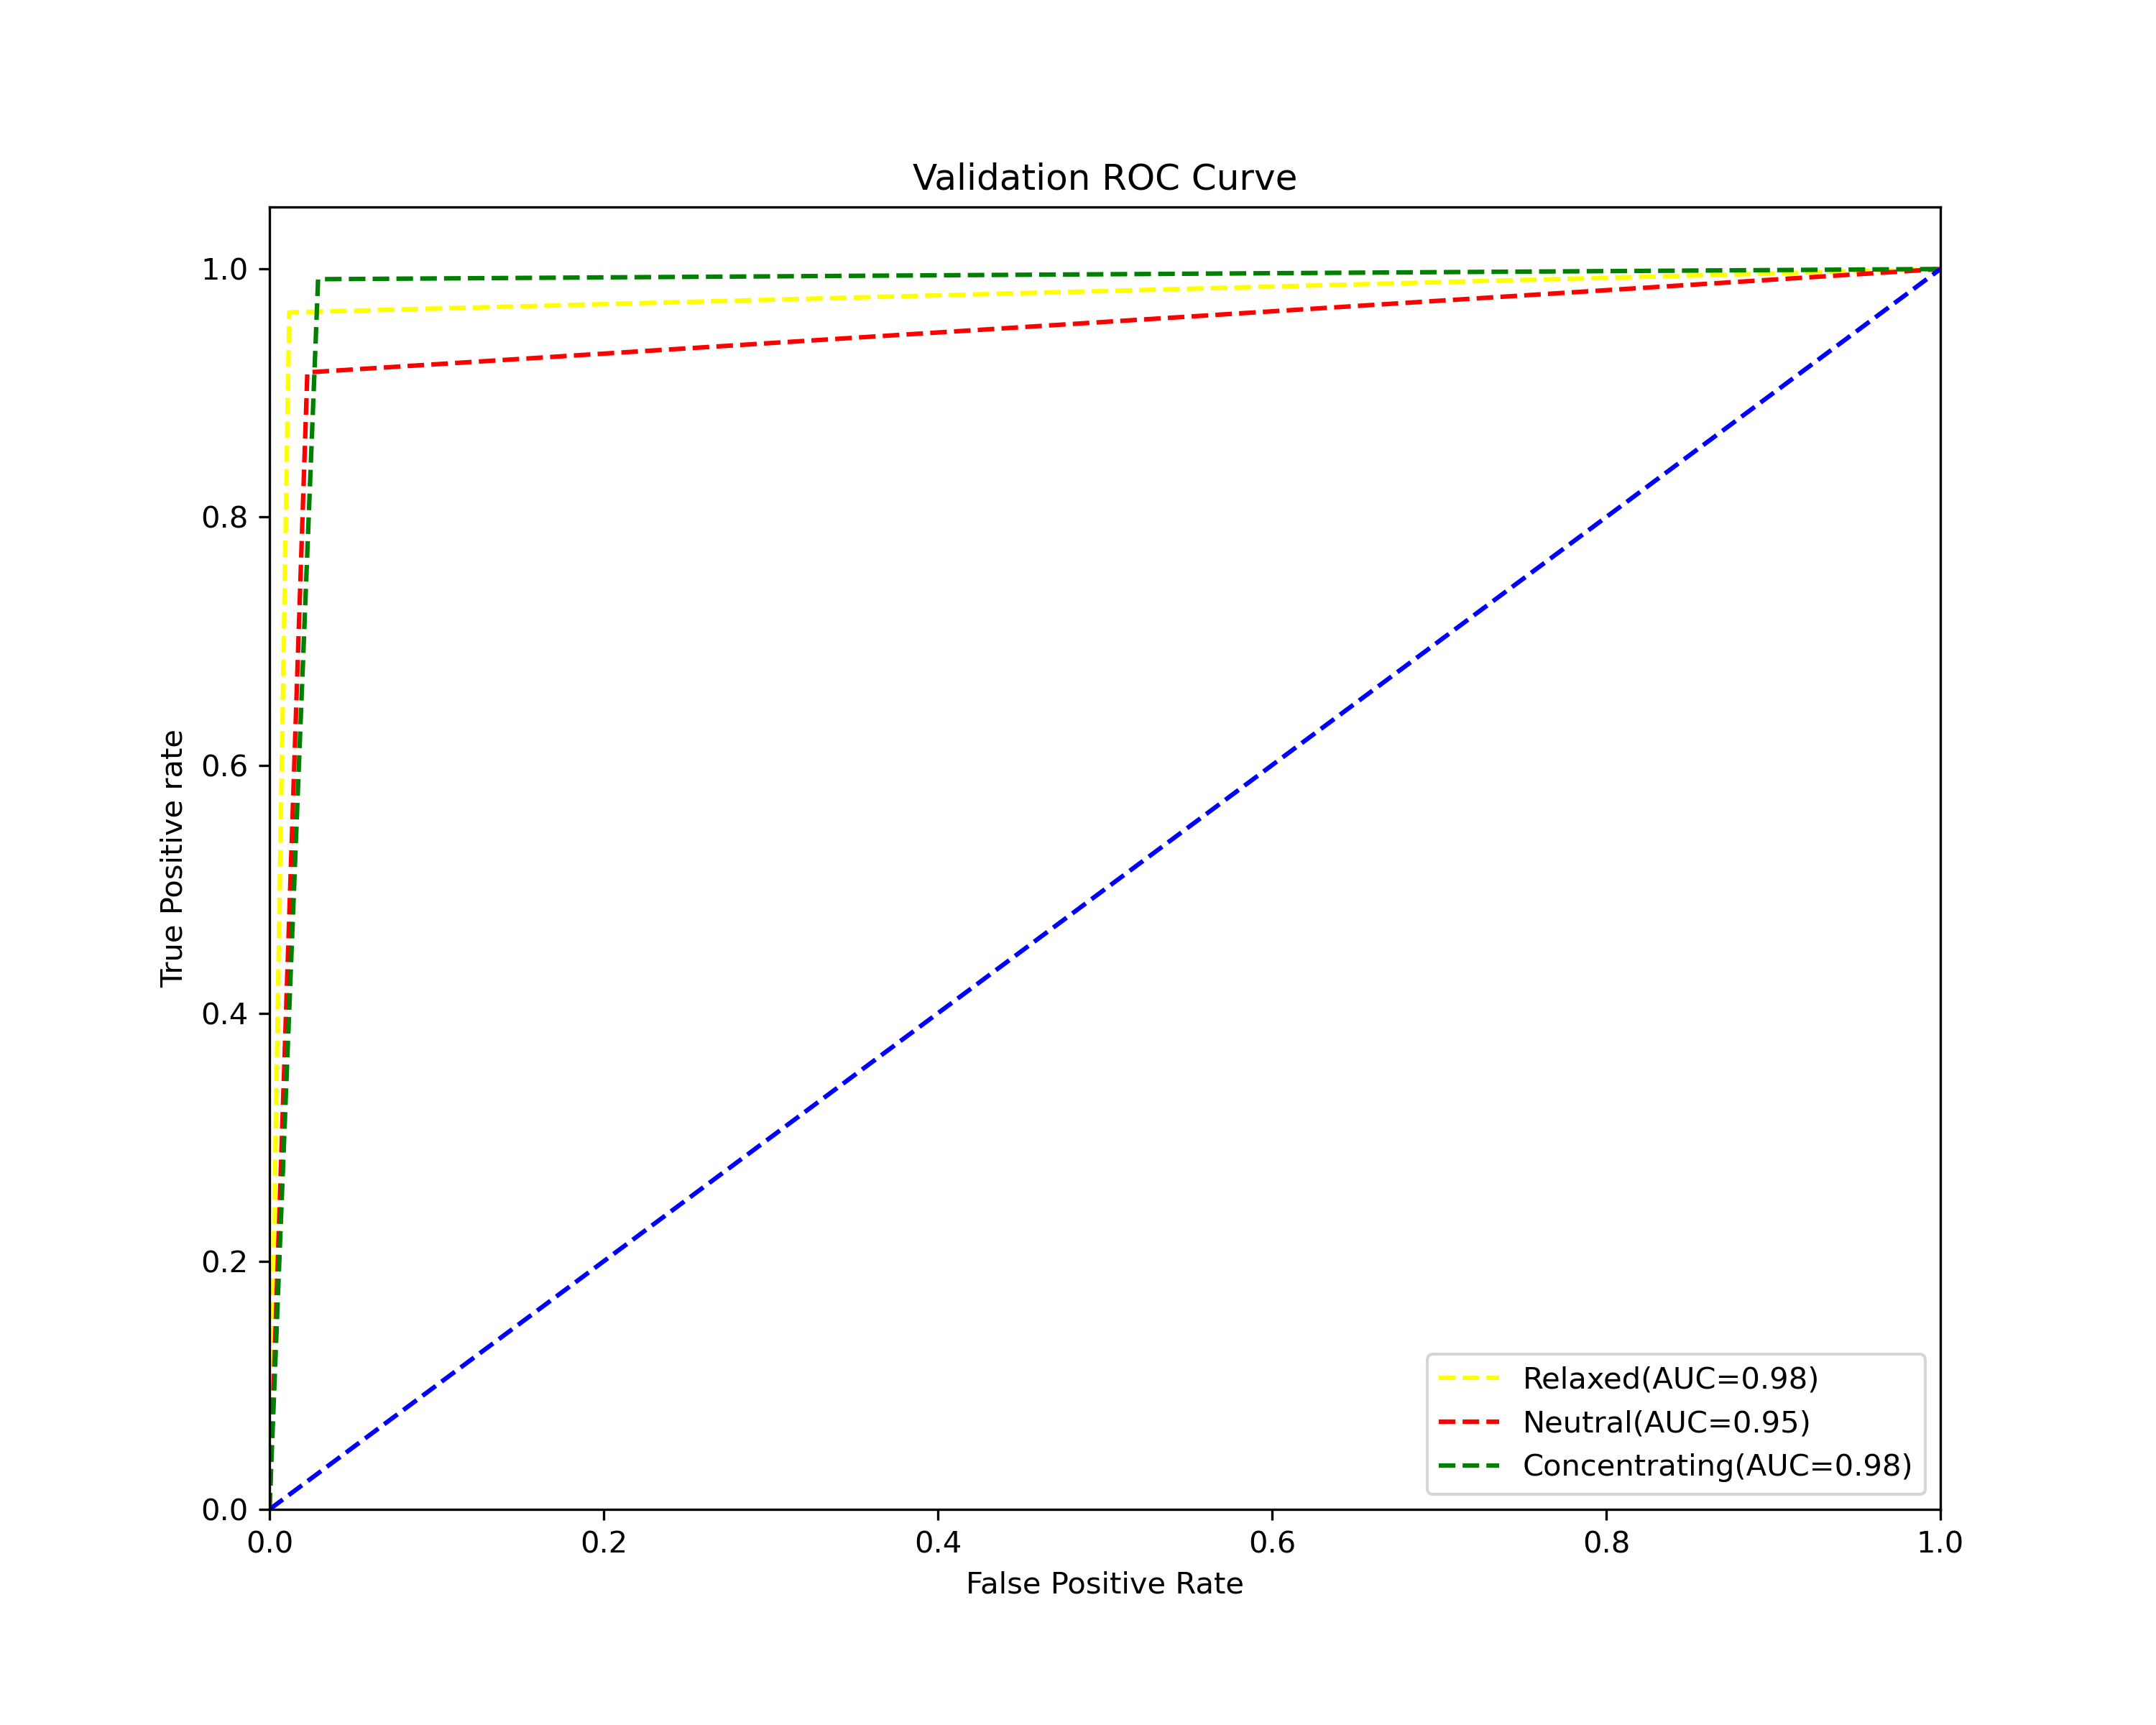 Validation ROC Curve
1.0
0.8
0.6
0.4
0.2
0.0
True Positive rate
0.0 0.2 0.4 0.6 0.8 1.0
False Positive Rate
Relaxed(AUC=0.98)
Neutral(AUC=0.95)
Concentrating(AUC=0.98)